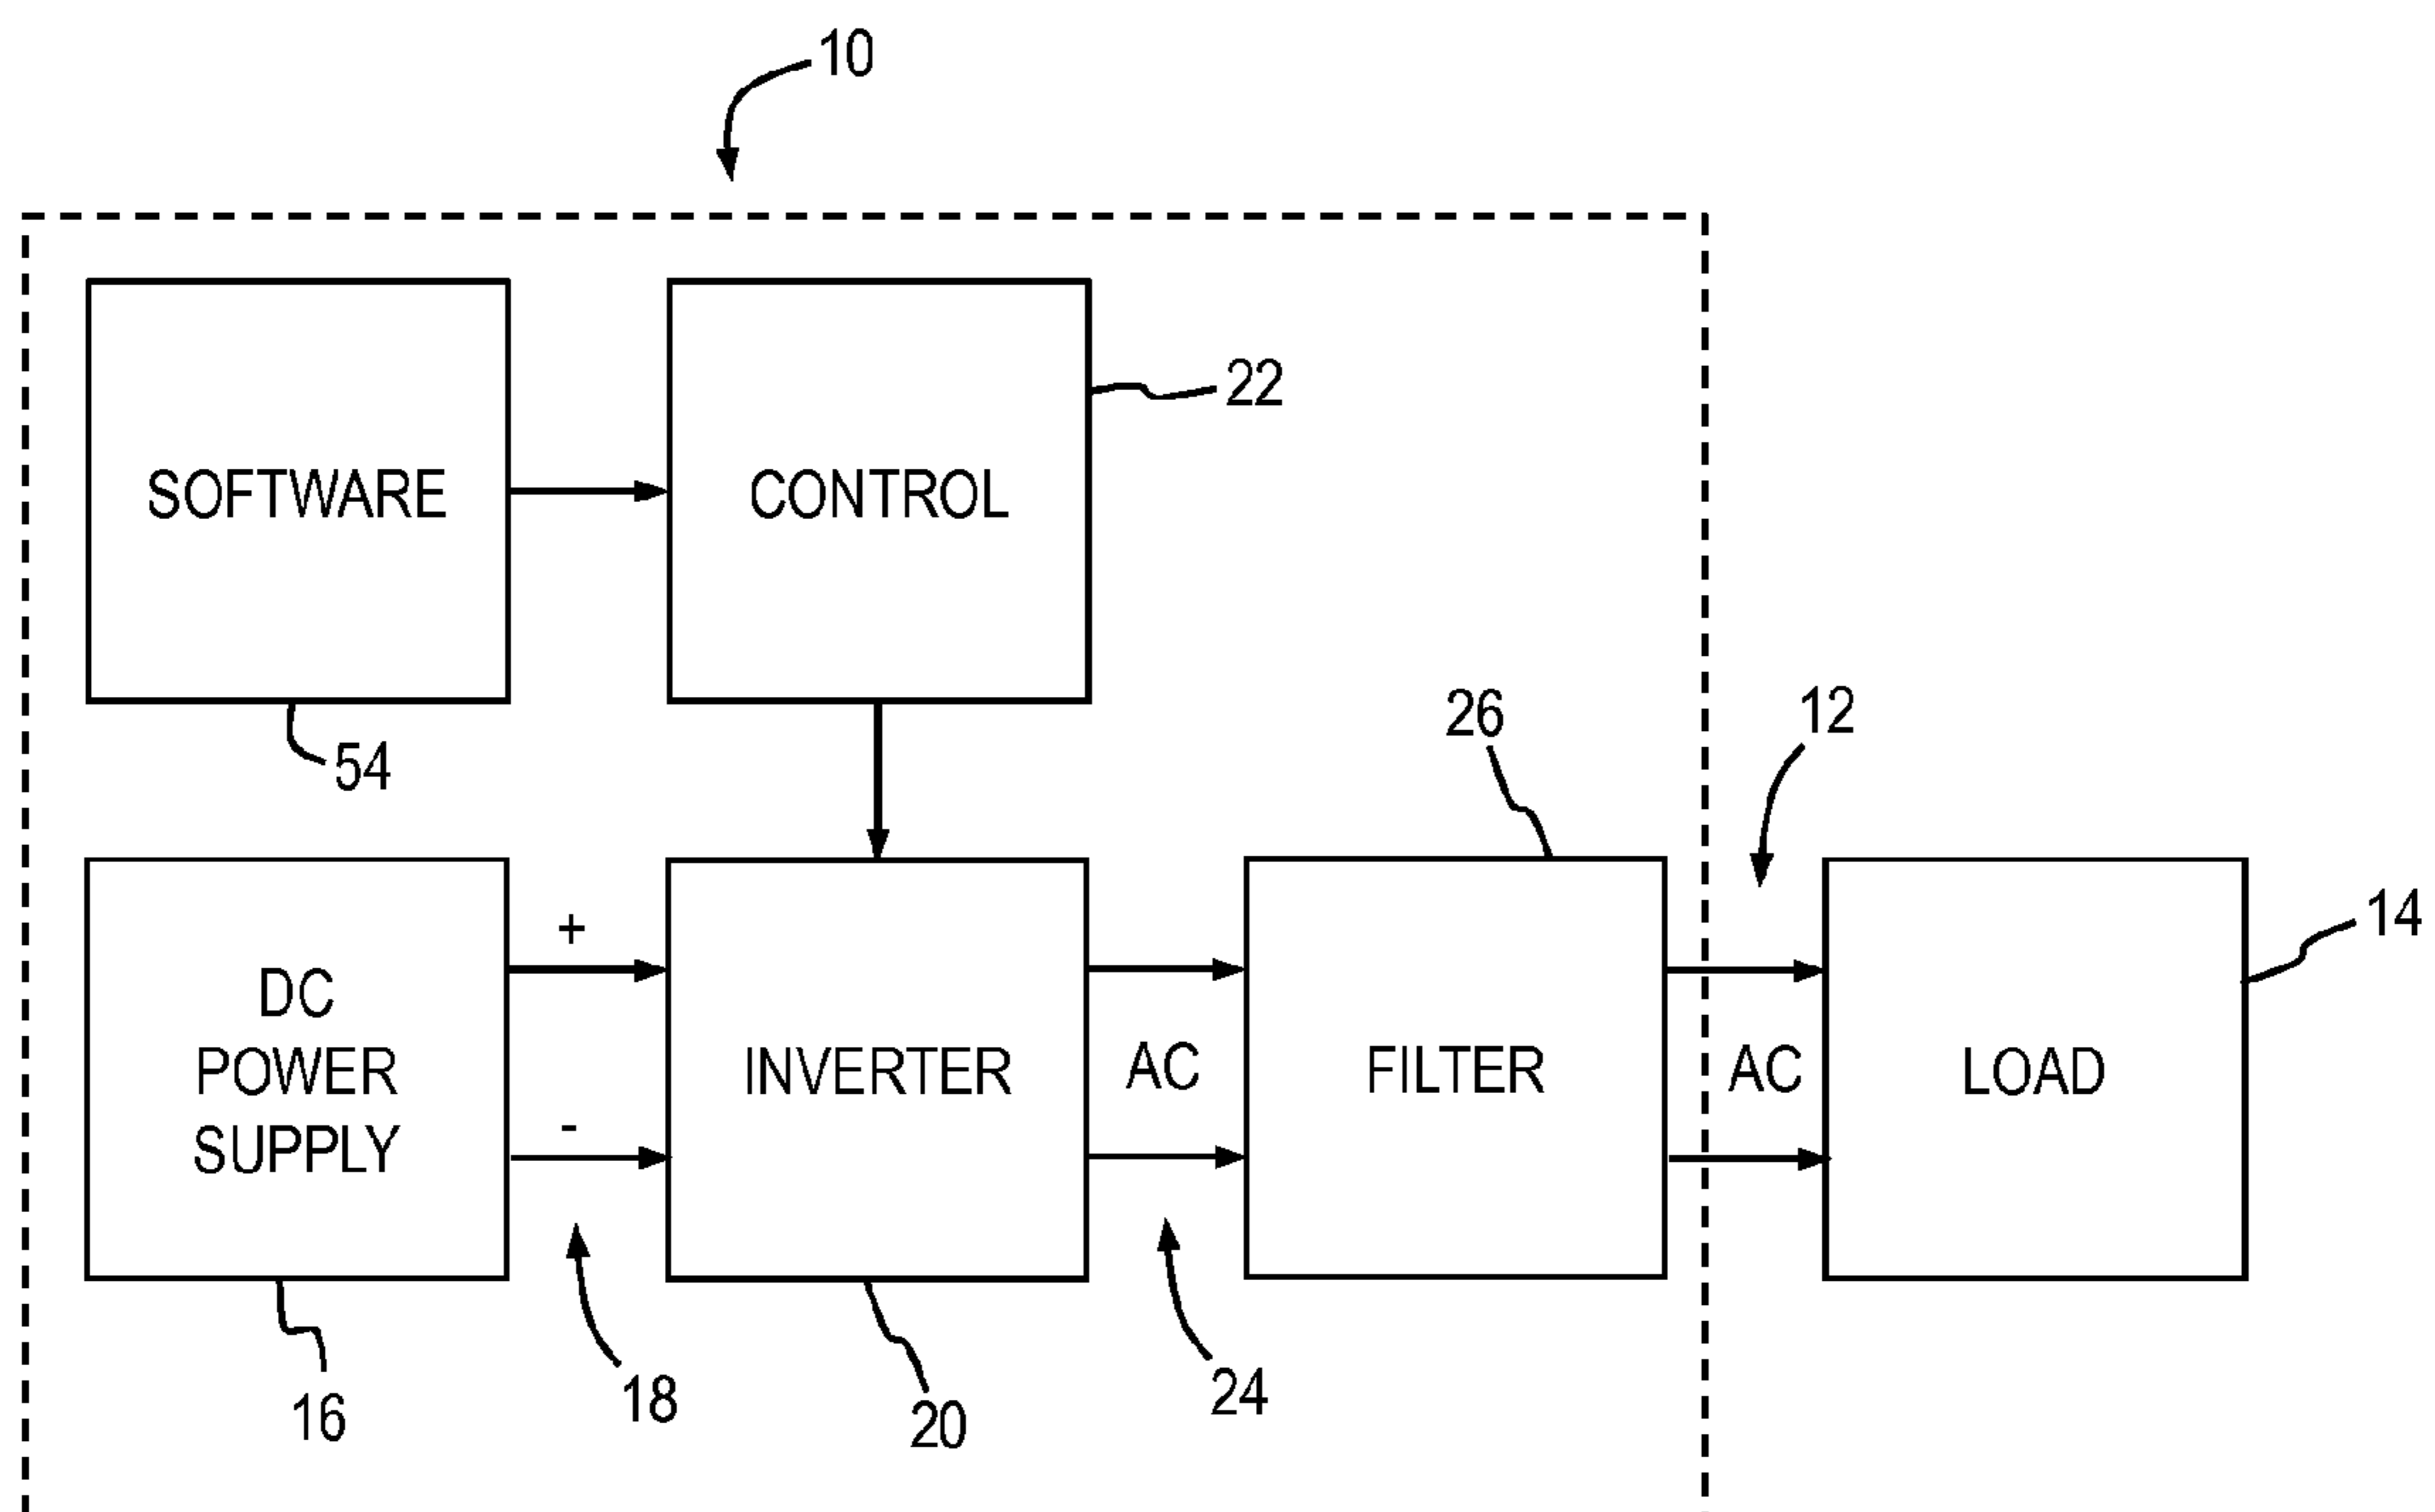 10
SOFTWARE
CONTROL
22
54
26
12
+
14
DC
POWER
SUPPLY
INVERTER
AC
FILTER
AC
LOAD
-
16
18
20
24